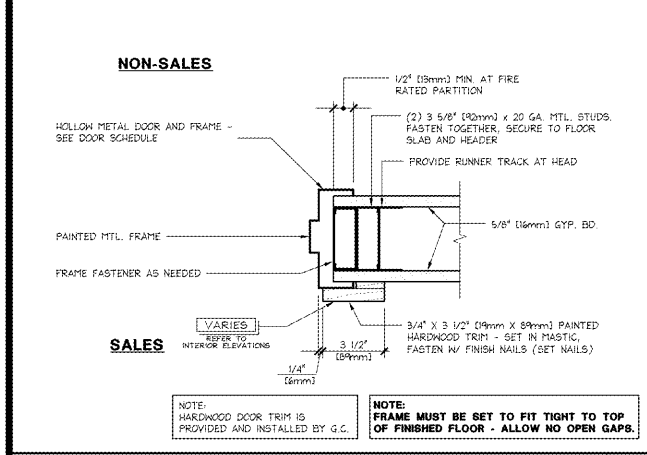 NON-SALES
1/2" [13mm] MIN. AT FIRE
RATED PARTITION
HOLLOW METAL DOOR AND FRAME -
SEE DOOR SCHEDULE
(2) 3 5/8" [92mm] x 20 GA. MTL. STUDS.
FASTEN TOGETHER, SECURE TO FLOOR
SLAB AND HEADER
PROVIDE RUNNER TRACK AT HEAD
5/8" [16mm] GYP. BD.
PAINTED MTL. FRAME
FRAME FASTENER AS NEEDED
VARIES
REFER TO
INTERIOR ELEVATIONS
SALES
3 1/2"
[89mm]
1/4"
[6mm]
3/4" X 3 1/2" [19mm X 89mm] PAINTED
HARDWOOD TRIM - SET IN MASTIC,
FASTEN W/ FINISH NAILS (SET NAILS)
NOTE:
HARDWOOD DOOR TRIM IS
PROVIDED AND INSTALLED BY G.C.
NOTE:
FRAME MUST BE SET TO FIT TIGHT TO TOP
OF FINISHED FLOOR - ALLOW NO OPEN GAPS.